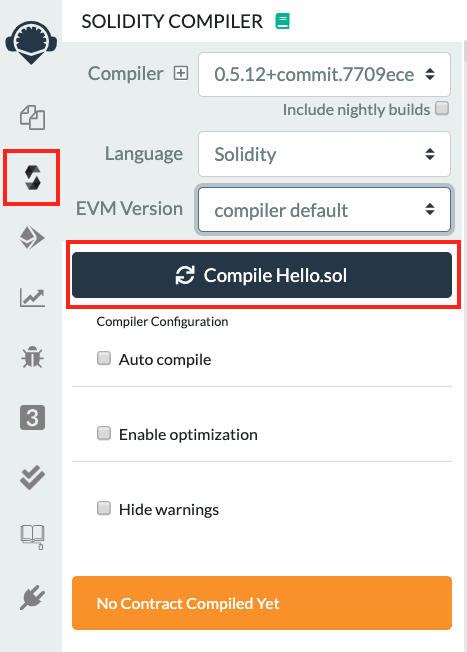 SOLIDITY COMPILER
Compiler
0.5.12+commit.7709ece
Include nightly builds
Language
Solidity
EVM Version
compiler default
Compile Hello.sol
Compiler Configuration
Auto compile
Enable optimization
Hide warnings
3
No Contract Compiled Yet